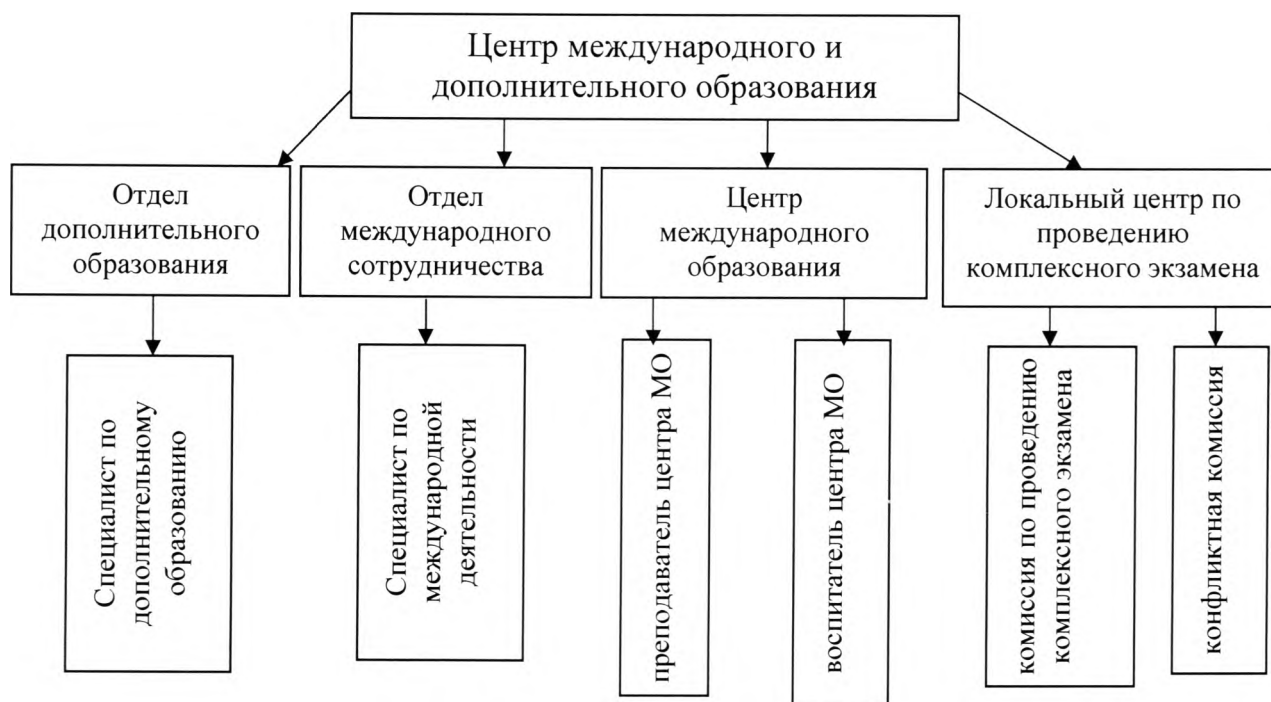 Центр международного и
дополнительного образования
Отдел
дополнительного
образования
Отдел
международного
сотрудничества
Центр
международного
образования
Локальный центр по
проведению
комплексного экзамена
Специалист по
дополнительному
образованию
Специалист по
международной
деятельности
преподаватель центра МО
воспитатель центра МО
комиссия по проведению
комплексного экзамена
конфликтная комиссия